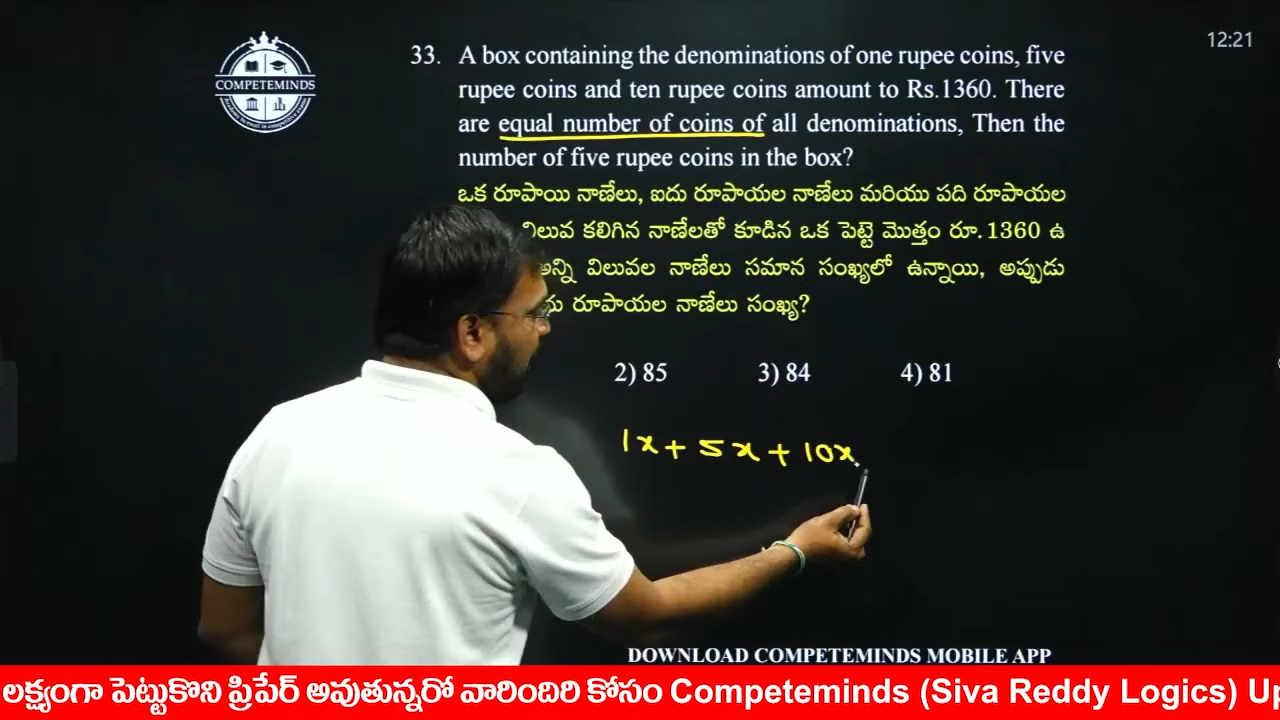 12:21
COMPETEMINDS
33. A box containing the denominations of one rupee coins, five
rupee coins and ten rupee coins amount to Rs.1360. There
are equal number of coins of all denominations, Then the
number of five rupee coins in the box?
ఒక రూపాయి నాణేలు, ఐదు రూపాయల నాణేలు మరియు పది రూపాయల
విలువ కలిగిన నాణేలతో కూడిన ఒక పెట్టె మొత్తం రూ.1360 ఉ
అన్ని విలువల నాణేలు సమాన సంఖ్యలో ఉన్నాయి, అప్పుడు
రూపాయల నాణేలు సంఖ్య?
2) 85 3) 84 4) 81
1x + 5x + 10x
DOWNLOAD COMPETEMINDS MOBILE APP
లక్ష్యంగా పెట్టుకొని ప్రిపేర్ అవుతున్నరో వారిందిరి కోసం Competeminds (Siva Reddy Logics) Up